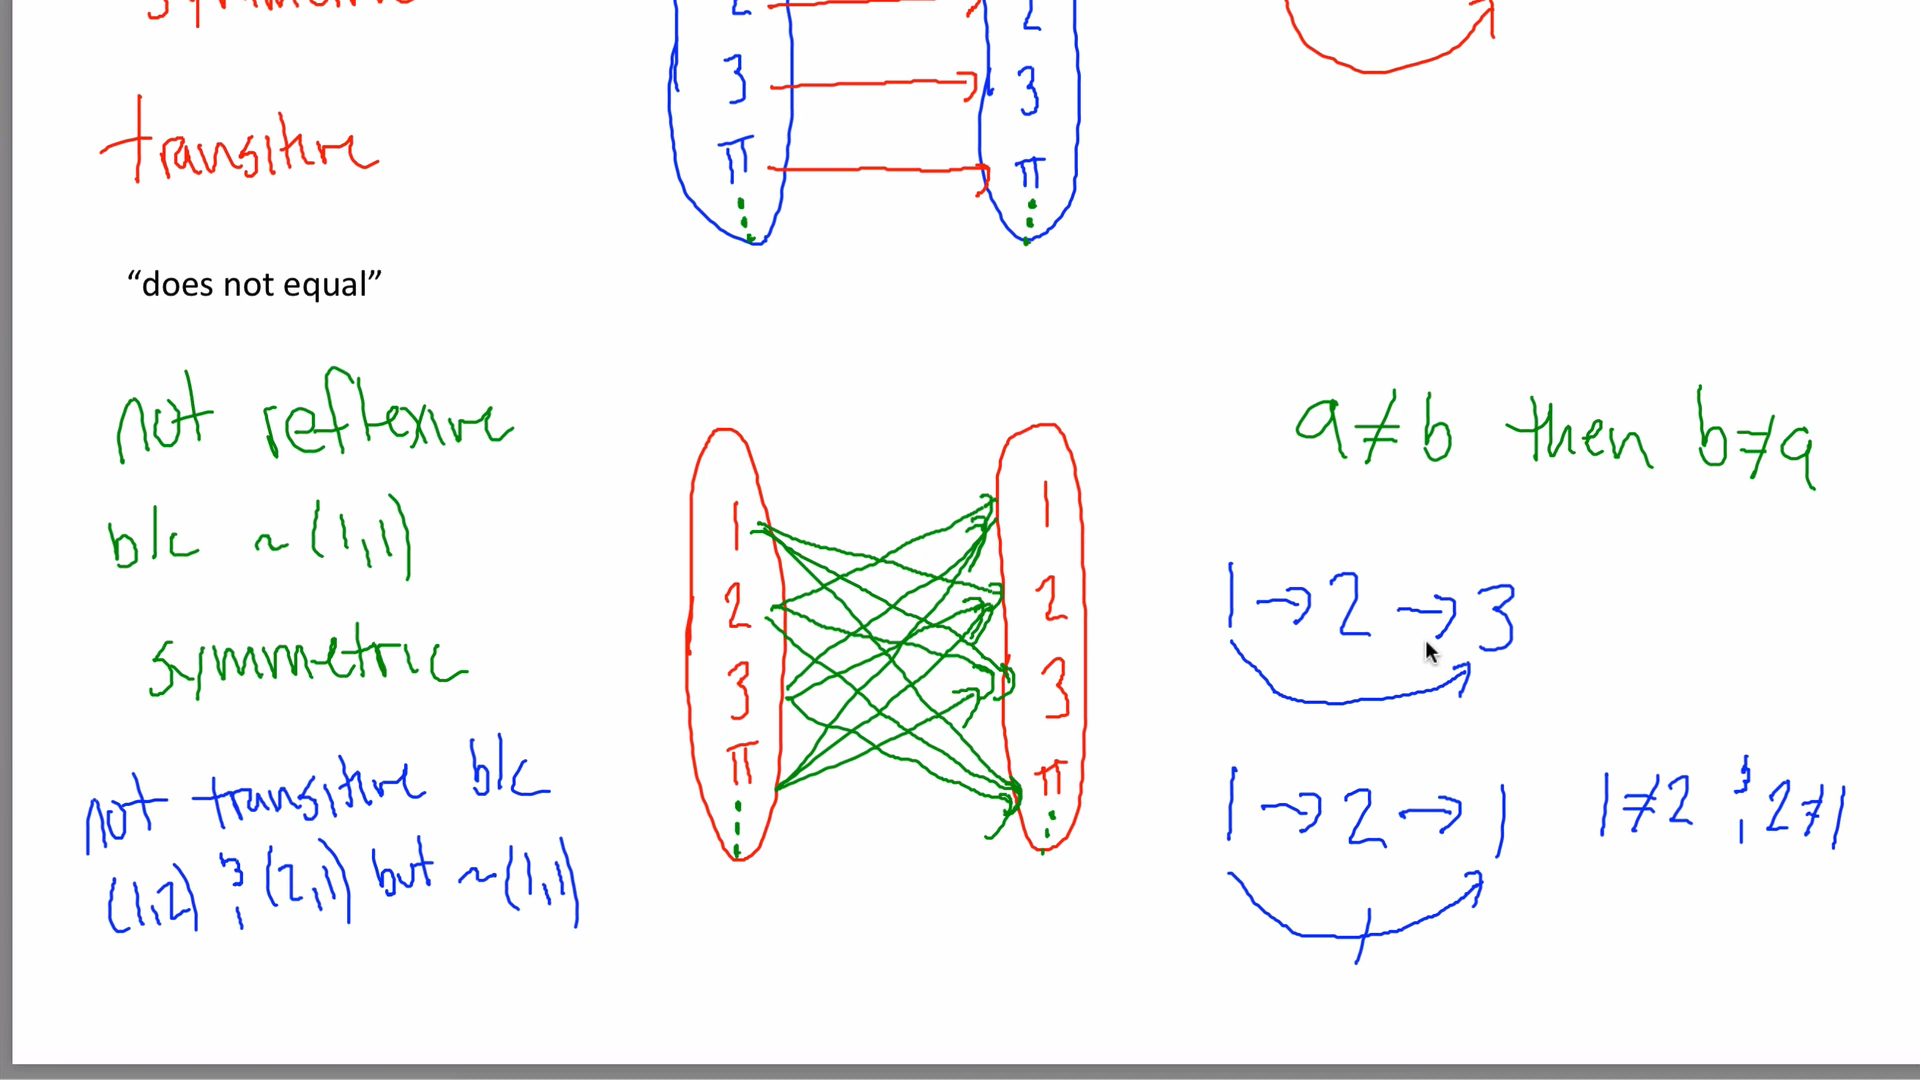 symmetric
2 2
3 3
transitive
π π
“does not equal”
not reflexive
a≠b then b≠a
b/c ~(1,1)
1 1
symmetric
2 2
1→2→3
3 3
not transitive b/c
π π
1→2→1 1≠2 & 2≠1
(1,2) & (2,1) but ~(1,1)